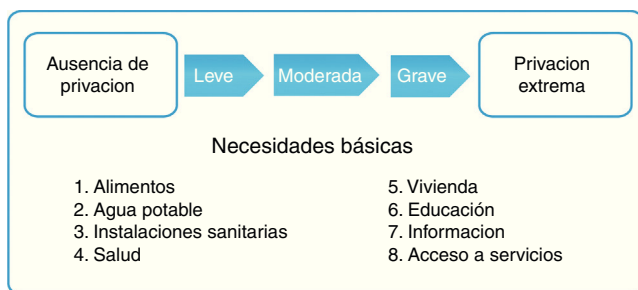 Ausencia de
privacion
Leve
Moderada
Grave
Privacion
extrema
Necesidades básicas
1. Alimentos
2. Agua potable
3. Instalaciones sanitarias
4. Salud
5. Vivienda
6. Educación
7. Informacion
8. Acceso a servicios